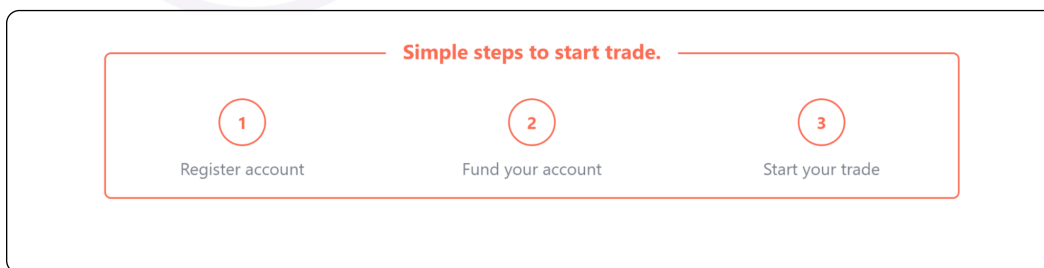 Simple steps to start trade.
1
2
3
Register account
Fund your account
Start your trade